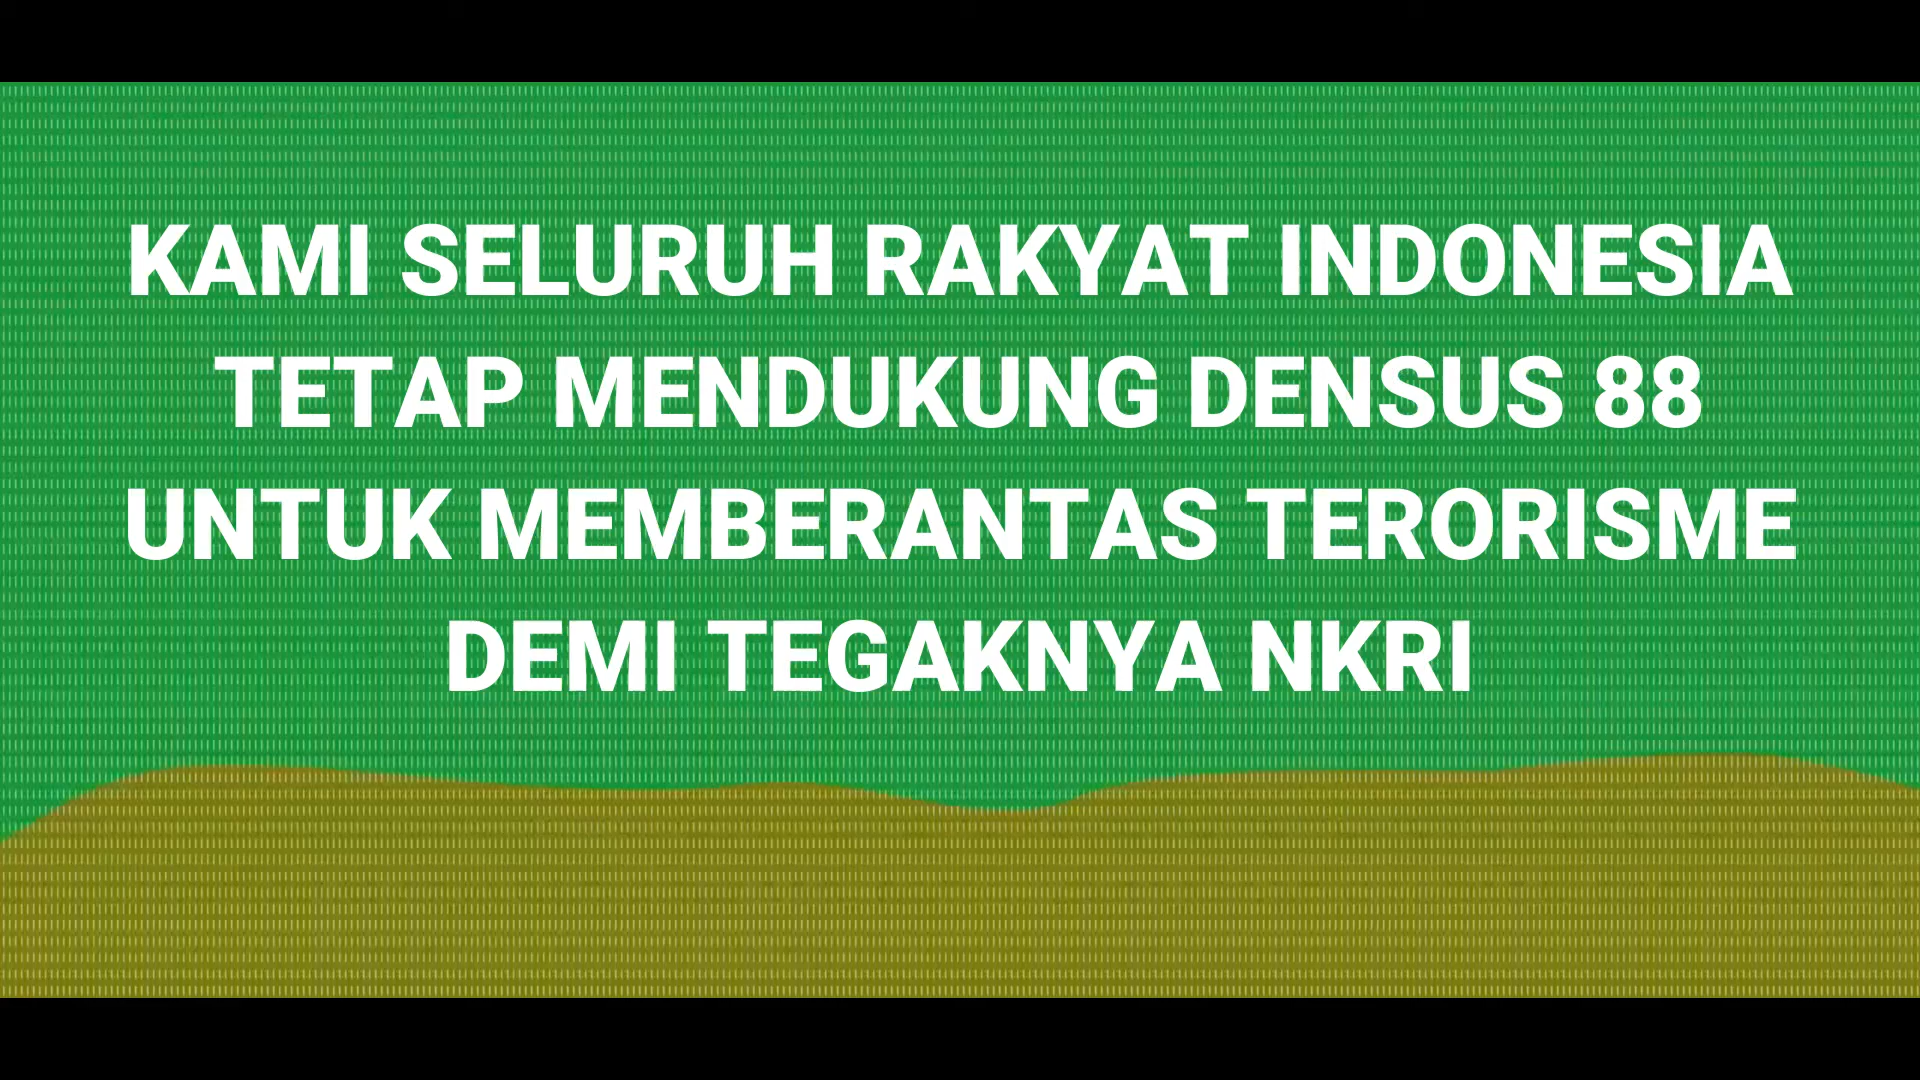 KAMI SELURUH RAKYAT INDONESIA
TETAP MENDUKUNG DENSUS 88
UNTUK MEMBERANTAS TERORISME
DEMI TEGAKNYA NKRI